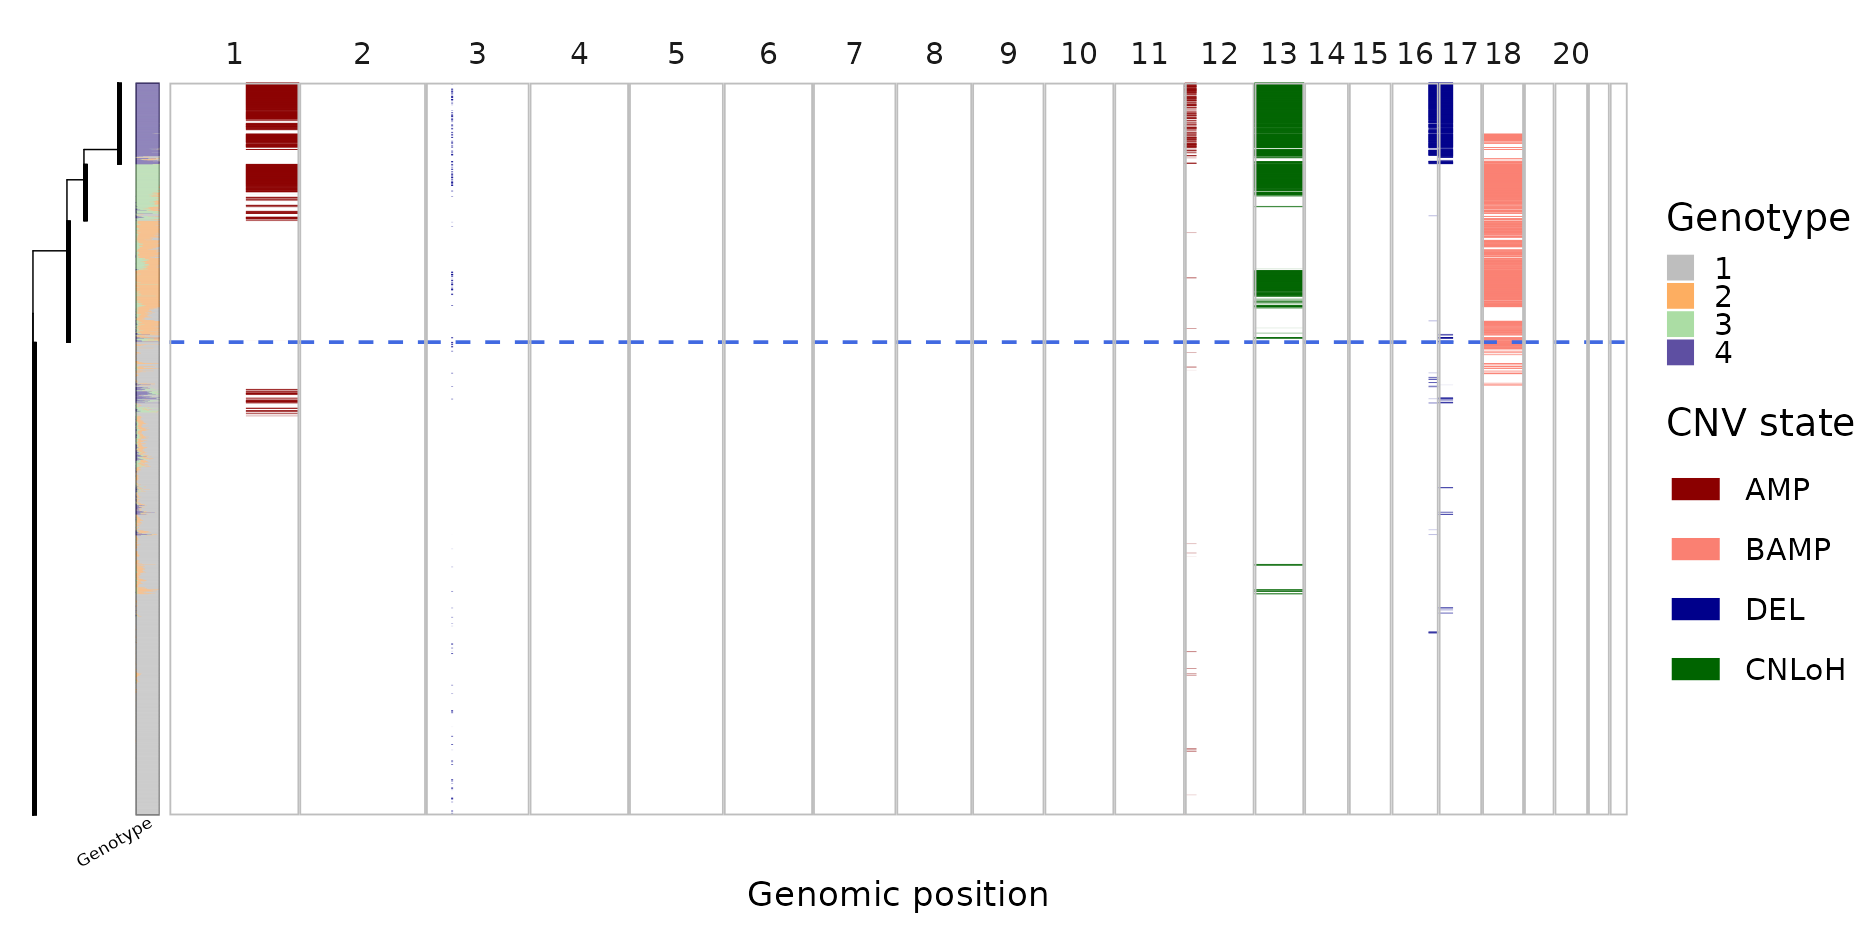 1 2 3 4 5 6 7 8 9 10 11 12 13 14 15 16 17 18 20
Genotype
1
2
3
4
CNV state
AMP
BAMP
DEL
CNLoH
Genotype
Genomic position